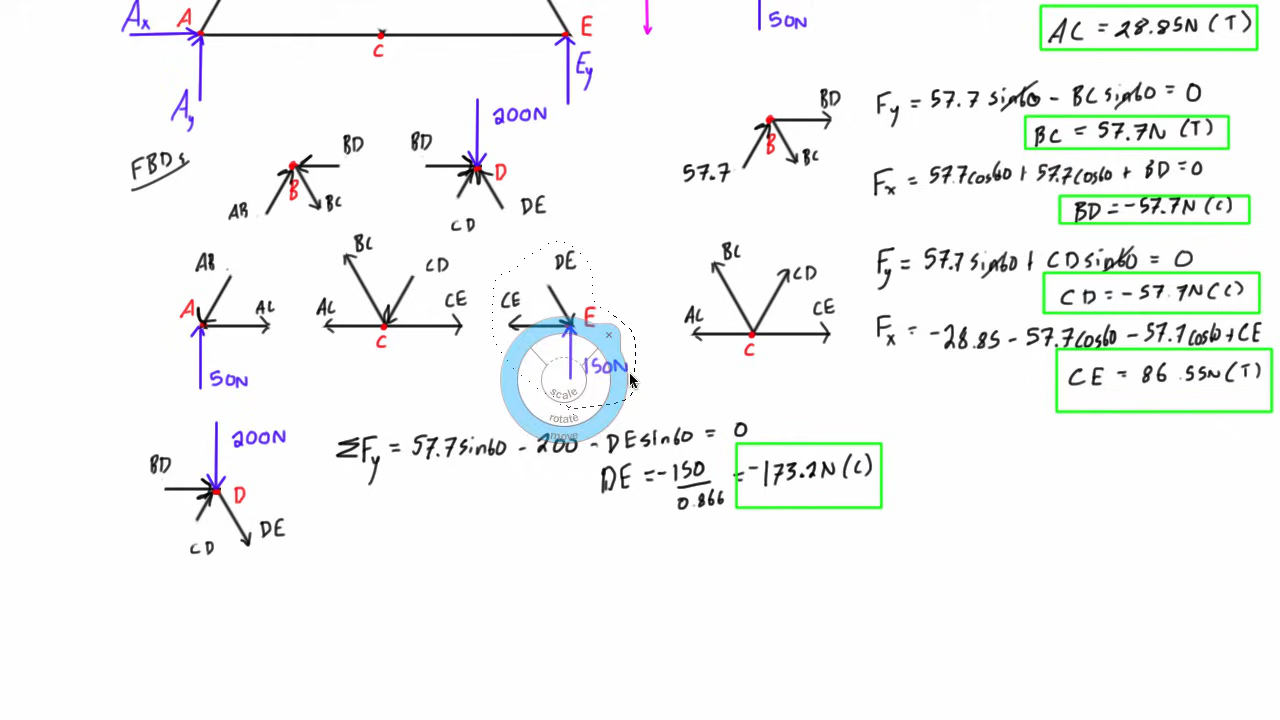 Ax
A
C
E
Ay
Ey
50N
AC = 28.85N (T)
FBDs
BD
B
AB
BC
200N
BD
D
CD
DE
BD
B
BC
57.7
Fy = 57.7 sin60 - BC sin60 = 0
BC = 57.7N (T)
Fx = 57.7cos60 + 57.7cos60 + BD = 0
BD = -57.7N (C)
AB
A
AC
50N
BC
CD
AC
CE
C
DE
CE
E
150N
scale
rotate
move
BC
CD
AC
CE
C
Fy = 57.7 sin60 + CD sin60 = 0
CD = -57.7N (C)
Fx = -28.85 - 57.7cos60 - 57.7cos60 + CE
CE = 86.55N (T)
200N
BD
D
CD
DE
ΣFy = 57.7sin60 - 200 - DEsin60 = 0
DE = -150/0.866 = -173.2N (C)